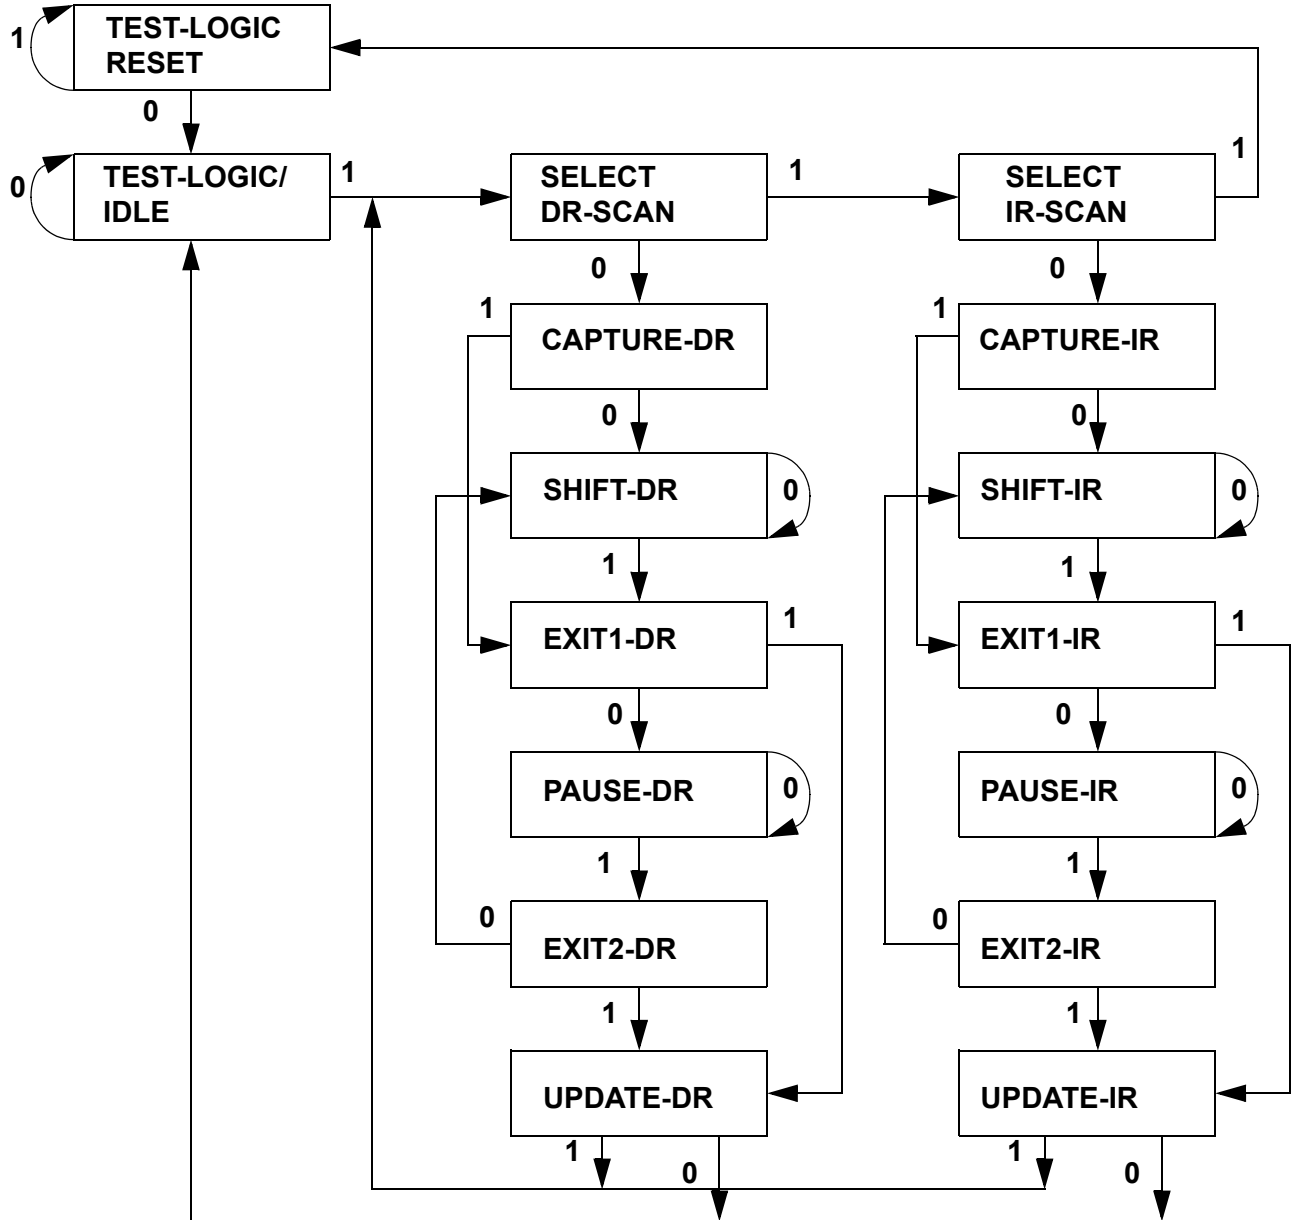 1
TEST-LOGIC
RESET
0
0
TEST-LOGIC/
IDLE
1
SELECT
DR-SCAN
1
SELECT
IR-SCAN
1
0
0
1
CAPTURE-DR
1
CAPTURE-IR
0
0
SHIFT-DR
0
SHIFT-IR
0
1
1
EXIT1-DR
1
EXIT1-IR
1
0
0
PAUSE-DR
0
PAUSE-IR
0
1
1
0
EXIT2-DR
0
EXIT2-IR
1
1
UPDATE-DR
UPDATE-IR
1
0
1
0